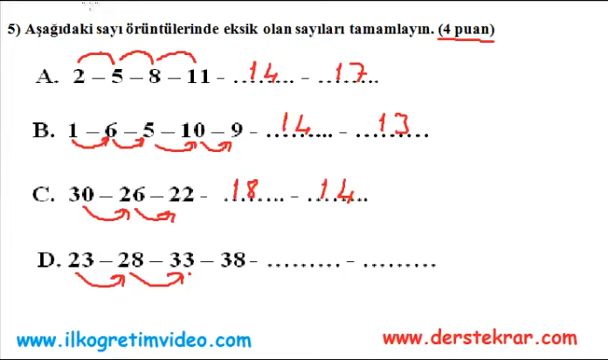 5) Aşağıdaki sayı örüntülerinde eksik olan sayıları tamamlayın. (4 puan)
A. 2 – 5 – 8 – 11 - ...14... - ...17...
B. 1 – 6 – 5 – 10 – 9 - ...14... - ...13...
C. 30 – 26 – 22 - ...18... - ...14...
D. 23 – 28 – 33 – 38 - ......... - .........
www.ilkogretimvideo.com
www.derstekrar.com